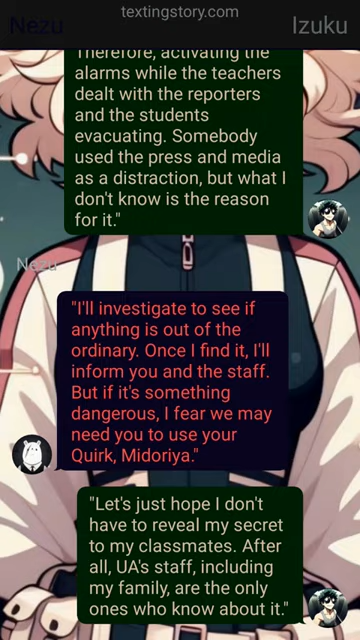 textingstory.com
Nezu
Izuku
Therefore, activating the
alarms while the teachers
dealt with the reporters
and the students
evacuating. Somebody
used the press and media
as a distraction, but what I
don't know is the reason
for it."
Nezu
"I'll investigate to see if
anything is out of the
ordinary. Once I find it, I'll
inform you and the staff.
But if it's something
dangerous, I fear we may
need you to use your
Quirk, Midoriya."
"Let's just hope I don't
have to reveal my secret
to my classmates. After
all, UA's staff, including
my family, are the only
ones who know about it."